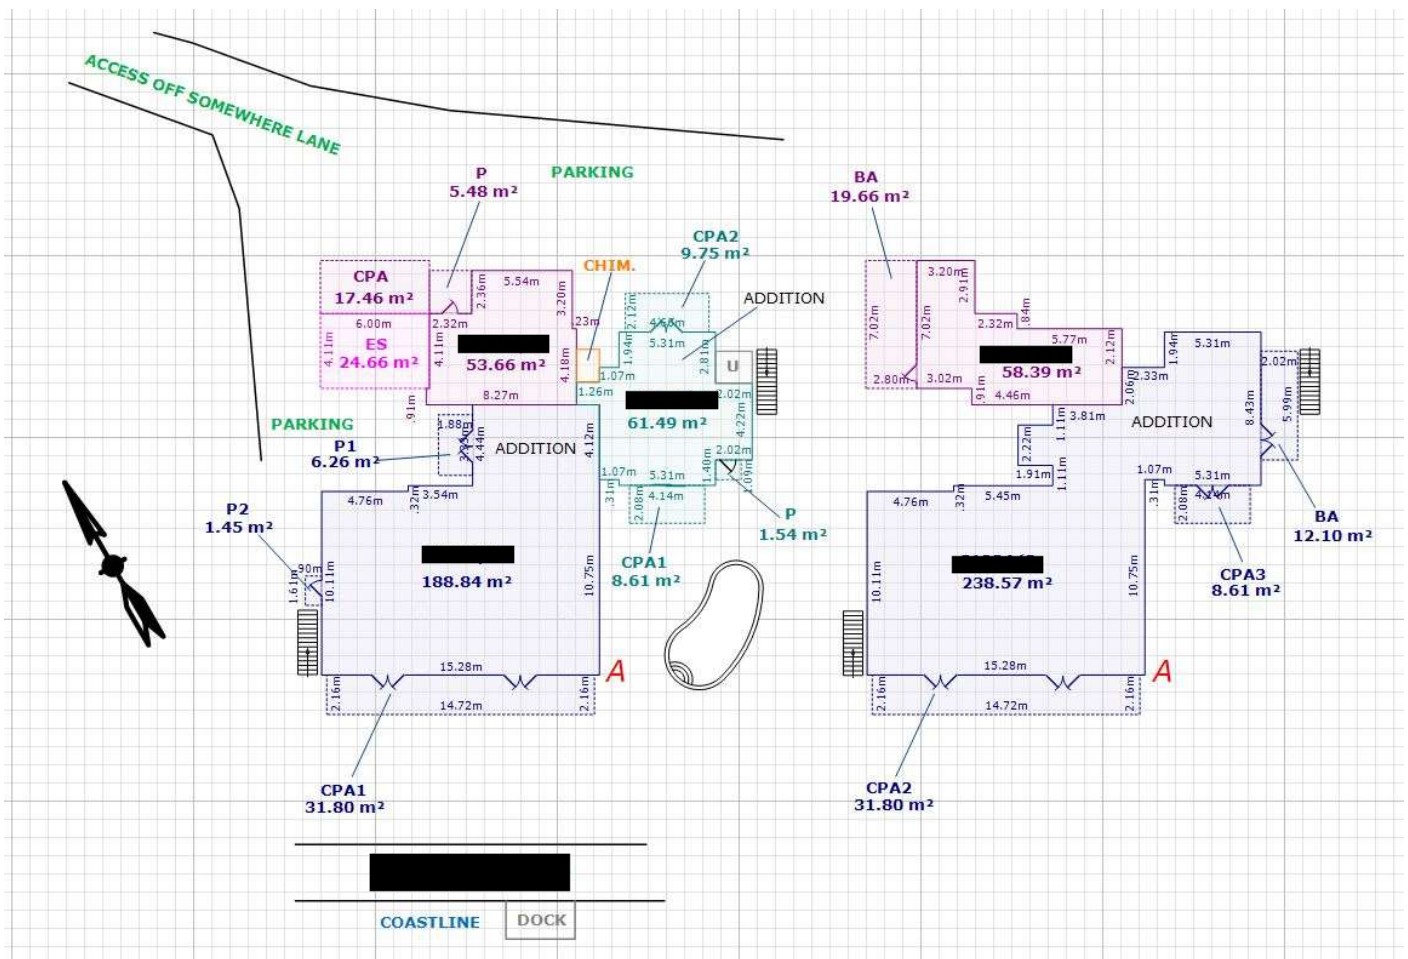 ACCESS OFF SOMEWHERE LANE
P
5.48 m²
PARKING
BA
19.66 m²
CPA2
9.75 m²
CHIM.
ADDITION
CPA
17.46 m²
6.00m
ES
24.66 m²
4.11m
2.32m
4.11m
2.36m
5.54m
3.20m
.23m
53.66 m²
4.18m
8.27m
.91m
2.12m
5.31m
1.94m
2.81m
U
1.07m
1.26m
2.02m
61.49 m²
4.22m
2.02m
1.40m
1.09m
1.07m
5.31m
.31m
2.08m
4.14m
P
1.54 m²
CPA1
8.61 m²
PARKING
P1
6.26 m²
1.88m
4.44m
ADDITION
4.12m
3.54m
4.76m
.32m
P2
1.45 m²
.90m
1.61m
10.11m
188.84 m²
10.75m
15.28m
A
2.16m
14.72m
2.16m
CPA1
31.80 m²
3.20m
2.91m
7.02m
7.02m
.84m
2.32m
5.77m
2.12m
58.39 m²
2.80m
3.02m
.91m
4.46m
2.06m
2.33m
1.94m
5.31m
2.02m
5.99m
8.43m
ADDITION
3.81m
1.11m
2.22m
1.91m
1.11m
1.07m
5.31m
.31m
2.08m
4.14m
BA
12.10 m²
CPA3
8.61 m²
4.76m
.32m
5.45m
10.11m
238.57 m²
10.75m
15.28m
A
2.16m
14.72m
2.16m
CPA2
31.80 m²
COASTLINE
DOCK